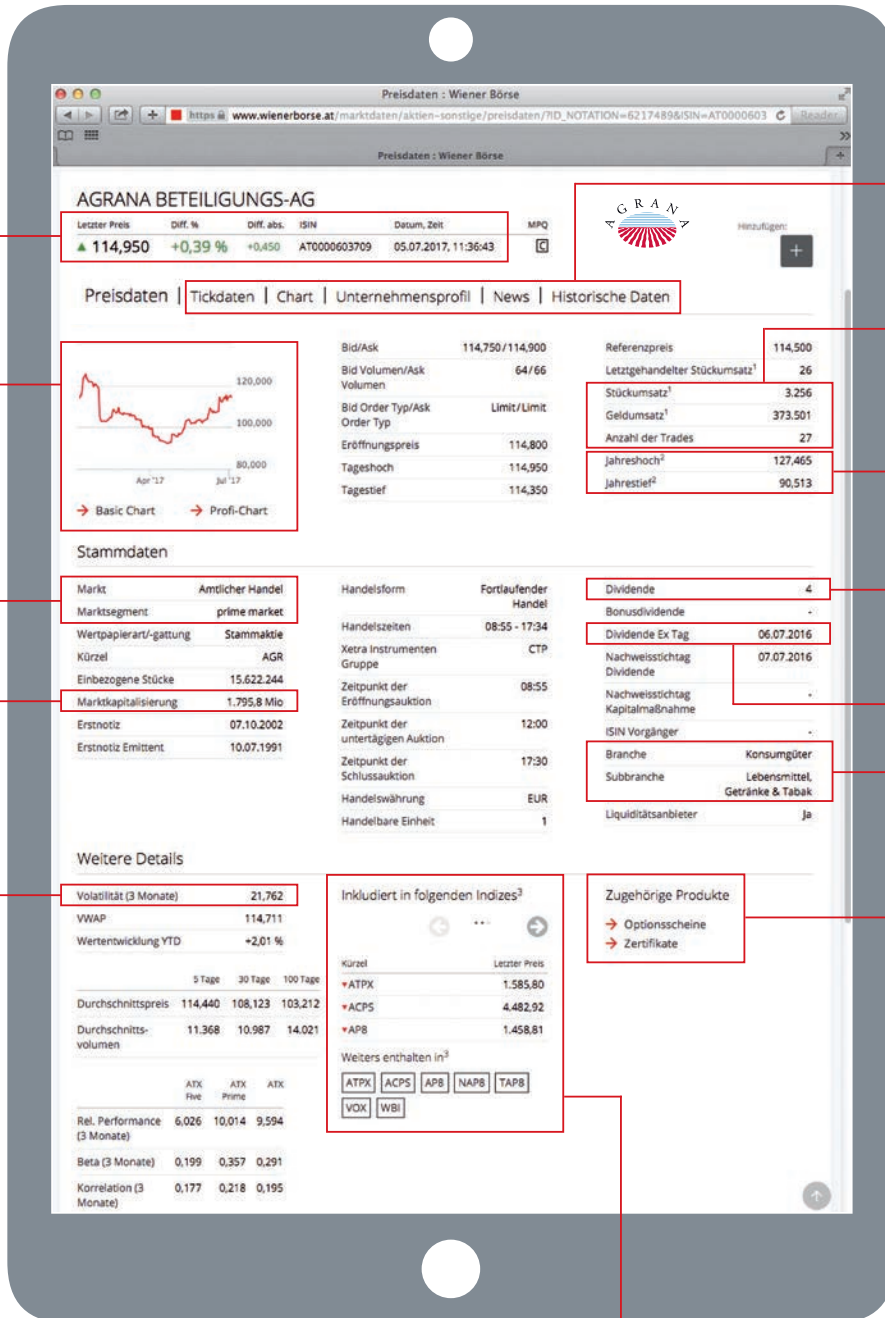 Preisdaten : Wiener Börse
https www.wienerborse.at/marktdaten/aktien-sonstige/preisdaten/?ID_NOTATION=6217489&ISIN=AT0000603 Reader
Preisdaten : Wiener Börse
AGRANA BETEILIGUNGS-AG
AGRANA
Hinzufügen:
Letzter Preis Diff. % Diff. abs. ISIN Datum, Zeit MPQ
114,950 +0,39 % +0,450 AT0000603709 05.07.2017, 11:36:43 C
+
Preisdaten | Tickdaten | Chart | Unternehmensprofil | News | Historische Daten
120,000
100,000
80,000
Apr '17 Jul '17
→ Basic Chart → Profi-Chart
Bid/Ask 114,750/114,900
Bid Volumen/Ask 64/66
Volumen
Bid Order Typ/Ask Limit/Limit
Order Typ
Eröffnungspreis 114,800
Tageshoch 114,950
Tagestief 114,350
Referenzpreis 114,500
Letztgehandelter Stückumsatz¹ 26
Stückumsatz¹ 3.256
Geldumsatz¹ 373.501
Anzahl der Trades 27
Jahreshoch² 127,465
Jahrestief² 90,513
Stammdaten
Markt Amtlicher Handel
Marktsegment prime market
Wertpapierart/-gattung Stammaktie
Kürzel AGR
Einbezogene Stücke 15.622.244
Marktkapitalisierung 1.795,8 Mio
Erstnotiz 07.10.2002
Erstnotiz Emittent 10.07.1991
Handelsform Fortlaufender
Handel
Handelszeiten 08:55 - 17:34
Xetra Instrumenten CTP
Gruppe
Zeitpunkt der 08:55
Eröffnungsauktion
Zeitpunkt der 12:00
untertägigen Auktion
Zeitpunkt der 17:30
Schlussauktion
Handelswährung EUR
Handelbare Einheit 1
Dividende 4
Bonusdividende -
Dividende Ex Tag 06.07.2016
Nachweisstichtag 07.07.2016
Dividende
Nachweisstichtag -
Kapitalmaßnahme
ISIN Vorgänger -
Branche Konsumgüter
Subbranche Lebensmittel,
Getränke & Tabak
Liquiditätsanbieter Ja
Weitere Details
Volatilität (3 Monate) 21,762
VWAP 114,711
Wertentwicklung YTD +2,01 %
5 Tage 30 Tage 100 Tage
Durchschnittspreis 114,440 108,123 103,212
Durchschnitts- 11.368 10.987 14.021
volumen
ATX ATX ATX
Five Prime
Rel. Performance 6,026 10,014 9,594
(3 Monate)
Beta (3 Monate) 0,199 0,357 0,291
Korrelation (3 0,177 0,218 0,195
Monate)
Inkludiert in folgenden Indizes³
Kürzel Letzter Preis
ATPX 1.585,80
ACPS 4.482,92
AP8 1.458,81
Weiters enthalten in³
ATPX ACPS AP8 NAP8 TAP8
VOX WBI
Zugehörige Produkte
→ Optionsscheine
→ Zertifikate